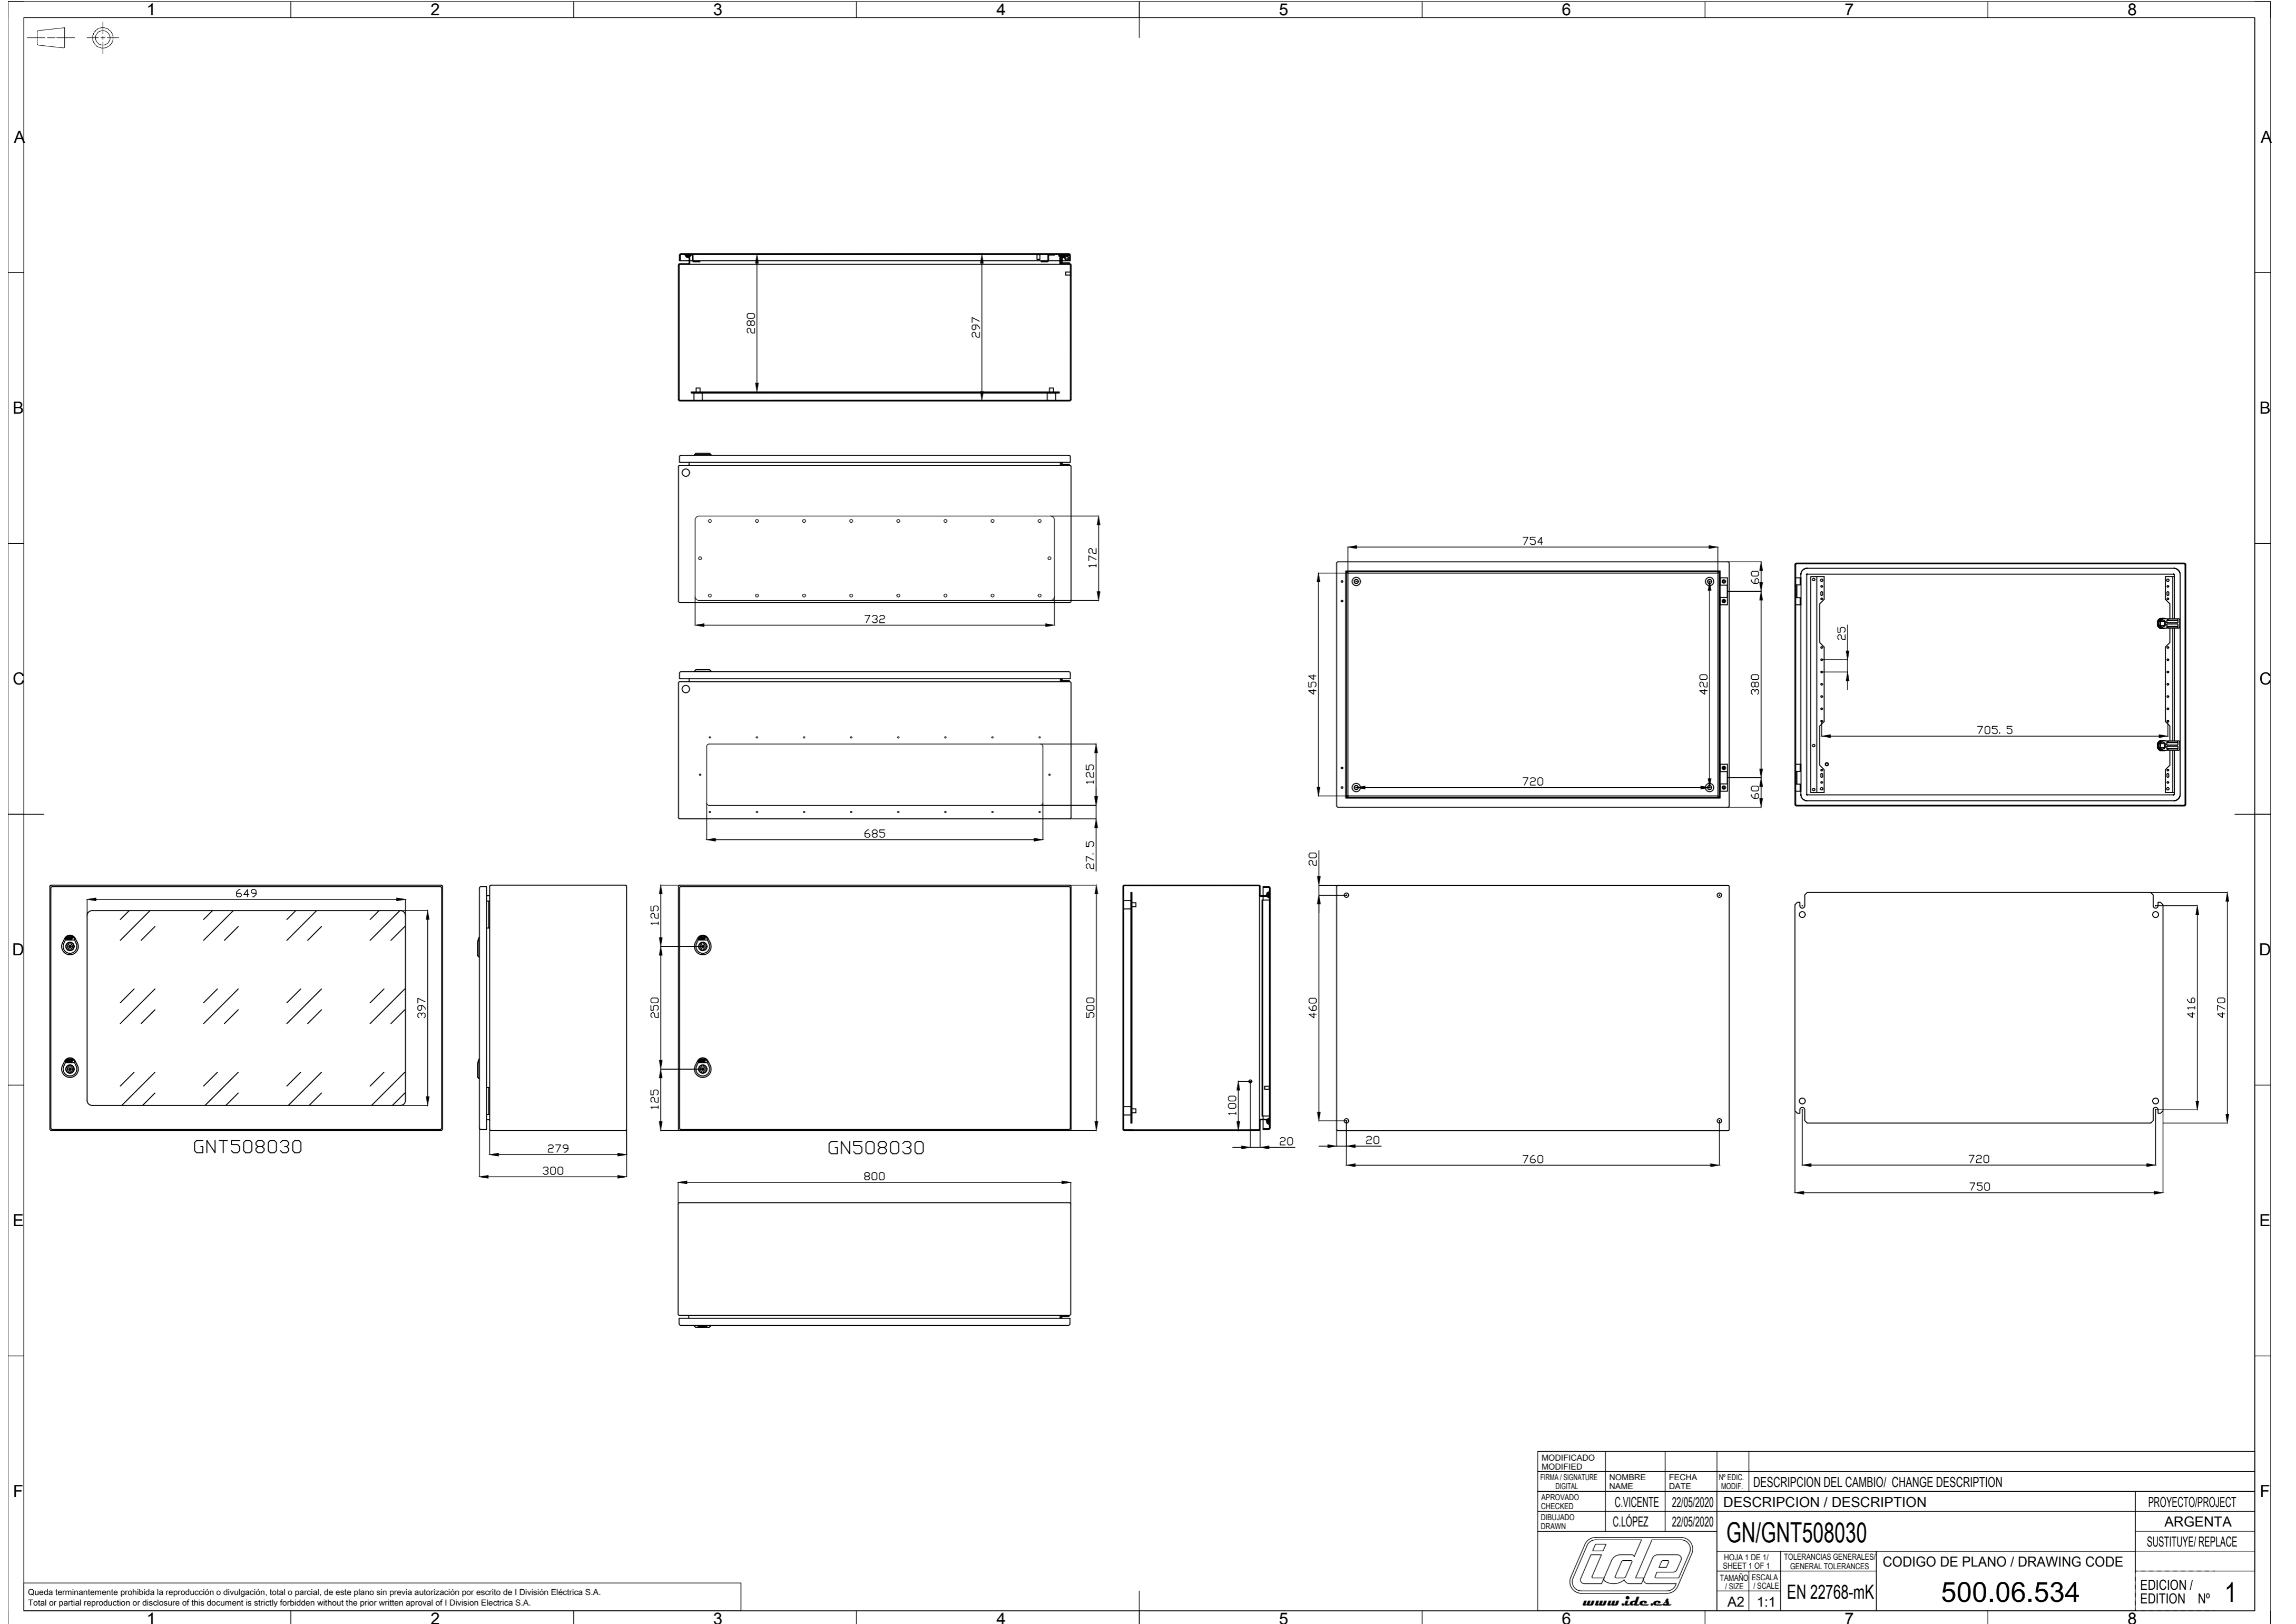 1 2 3 4 5 6 7 8
A A
B B
C C
D D
E E
F F
280
297
172
732
125
685
27. 5
754
60
454
420
380
720
60
25
705. 5
649
397
GNT508030
279
300
125
250
125
500
GN508030
800
100
20
20
460
20
760
416
470
720
750
MODIFICADO
MODIFIED
FIRMA / SIGNATURE
DIGITAL
NOMBRE
NAME
FECHA
DATE
Nº EDIC.
MODIF.
DESCRIPCION DEL CAMBIO/ CHANGE DESCRIPTION
APROVADO
CHECKED
C.VICENTE
22/05/2020
DESCRIPCION / DESCRIPTION
PROYECTO/PROJECT
DIBUJADO
DRAWN
C.LÓPEZ
22/05/2020
GN/GNT508030
ARGENTA
SUSTITUYE/ REPLACE
ide
www.ide.es
HOJA 1 DE 1/
SHEET 1 OF 1
TOLERANCIAS GENERALES/
GENERAL TOLERANCES
CODIGO DE PLANO / DRAWING CODE
TAMAÑO
/ SIZE
ESCALA
/ SCALE
A2
1:1
EN 22768-mK
500.06.534
EDICION /
EDITION Nº 1
Queda terminantemente prohibida la reproducción o divulgación, total o parcial, de este plano sin previa autorización por escrito de I División Eléctrica S.A.
Total or partial reproduction or disclosure of this document is strictly forbidden without the prior written aproval of I Division Electrica S.A.
1 2 3 4 5 6 7 8